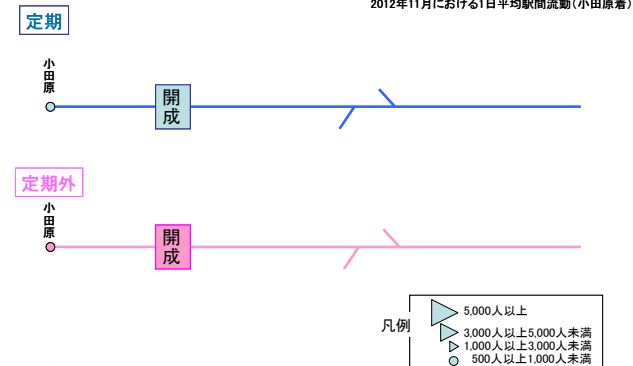 2012年11月における1日平均駅間流動(小田原着)
定期
小田原
開成
定期外
小田原
開成
凡例
5,000人以上
3,000人以上5,000人未満
1,000人以上3,000人未満
500人以上1,000人未満